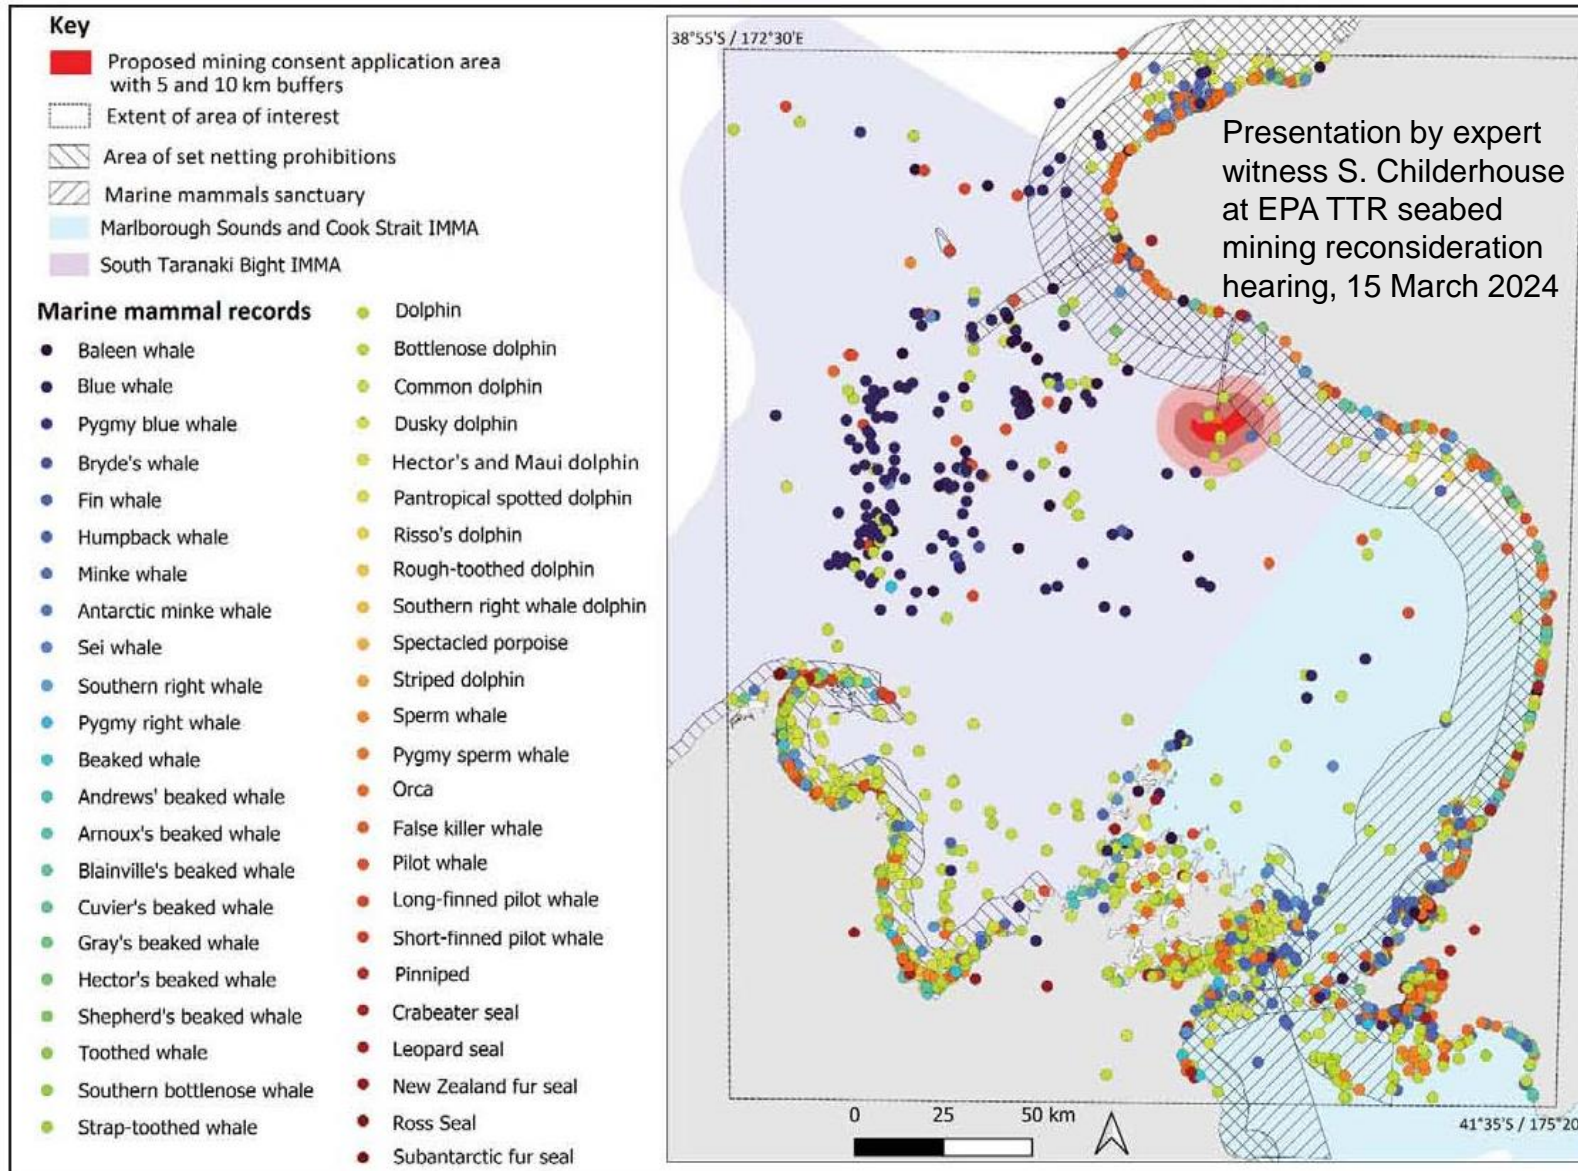 Key
Proposed mining consent application area
with 5 and 10 km buffers
Extent of area of interest
Area of set netting prohibitions
Marine mammals sanctuary
Marlborough Sounds and Cook Strait IMMA
South Taranaki Bight IMMA
Marine mammal records
Baleen whale
Blue whale
Pygmy blue whale
Bryde's whale
Fin whale
Humpback whale
Minke whale
Antarctic minke whale
Sei whale
Southern right whale
Pygmy right whale
Beaked whale
Andrews' beaked whale
Arnoux's beaked whale
Blainville's beaked whale
Cuvier's beaked whale
Gray's beaked whale
Hector's beaked whale
Shepherd's beaked whale
Toothed whale
Southern bottlenose whale
Strap-toothed whale
Dolphin
Bottlenose dolphin
Common dolphin
Dusky dolphin
Hector's and Maui dolphin
Pantropical spotted dolphin
Risso's dolphin
Rough-toothed dolphin
Southern right whale dolphin
Spectacled porpoise
Striped dolphin
Sperm whale
Pygmy sperm whale
Orca
False killer whale
Pilot whale
Long-finned pilot whale
Short-finned pilot whale
Pinniped
Crabeater seal
Leopard seal
New Zealand fur seal
Ross Seal
Subantarctic fur seal
38°55'S / 172°30'E
Presentation by expert
witness S. Childerhouse
at EPA TTR seabed
mining reconsideration
hearing, 15 March 2024
0 25 50 km
41°35'S / 175°20